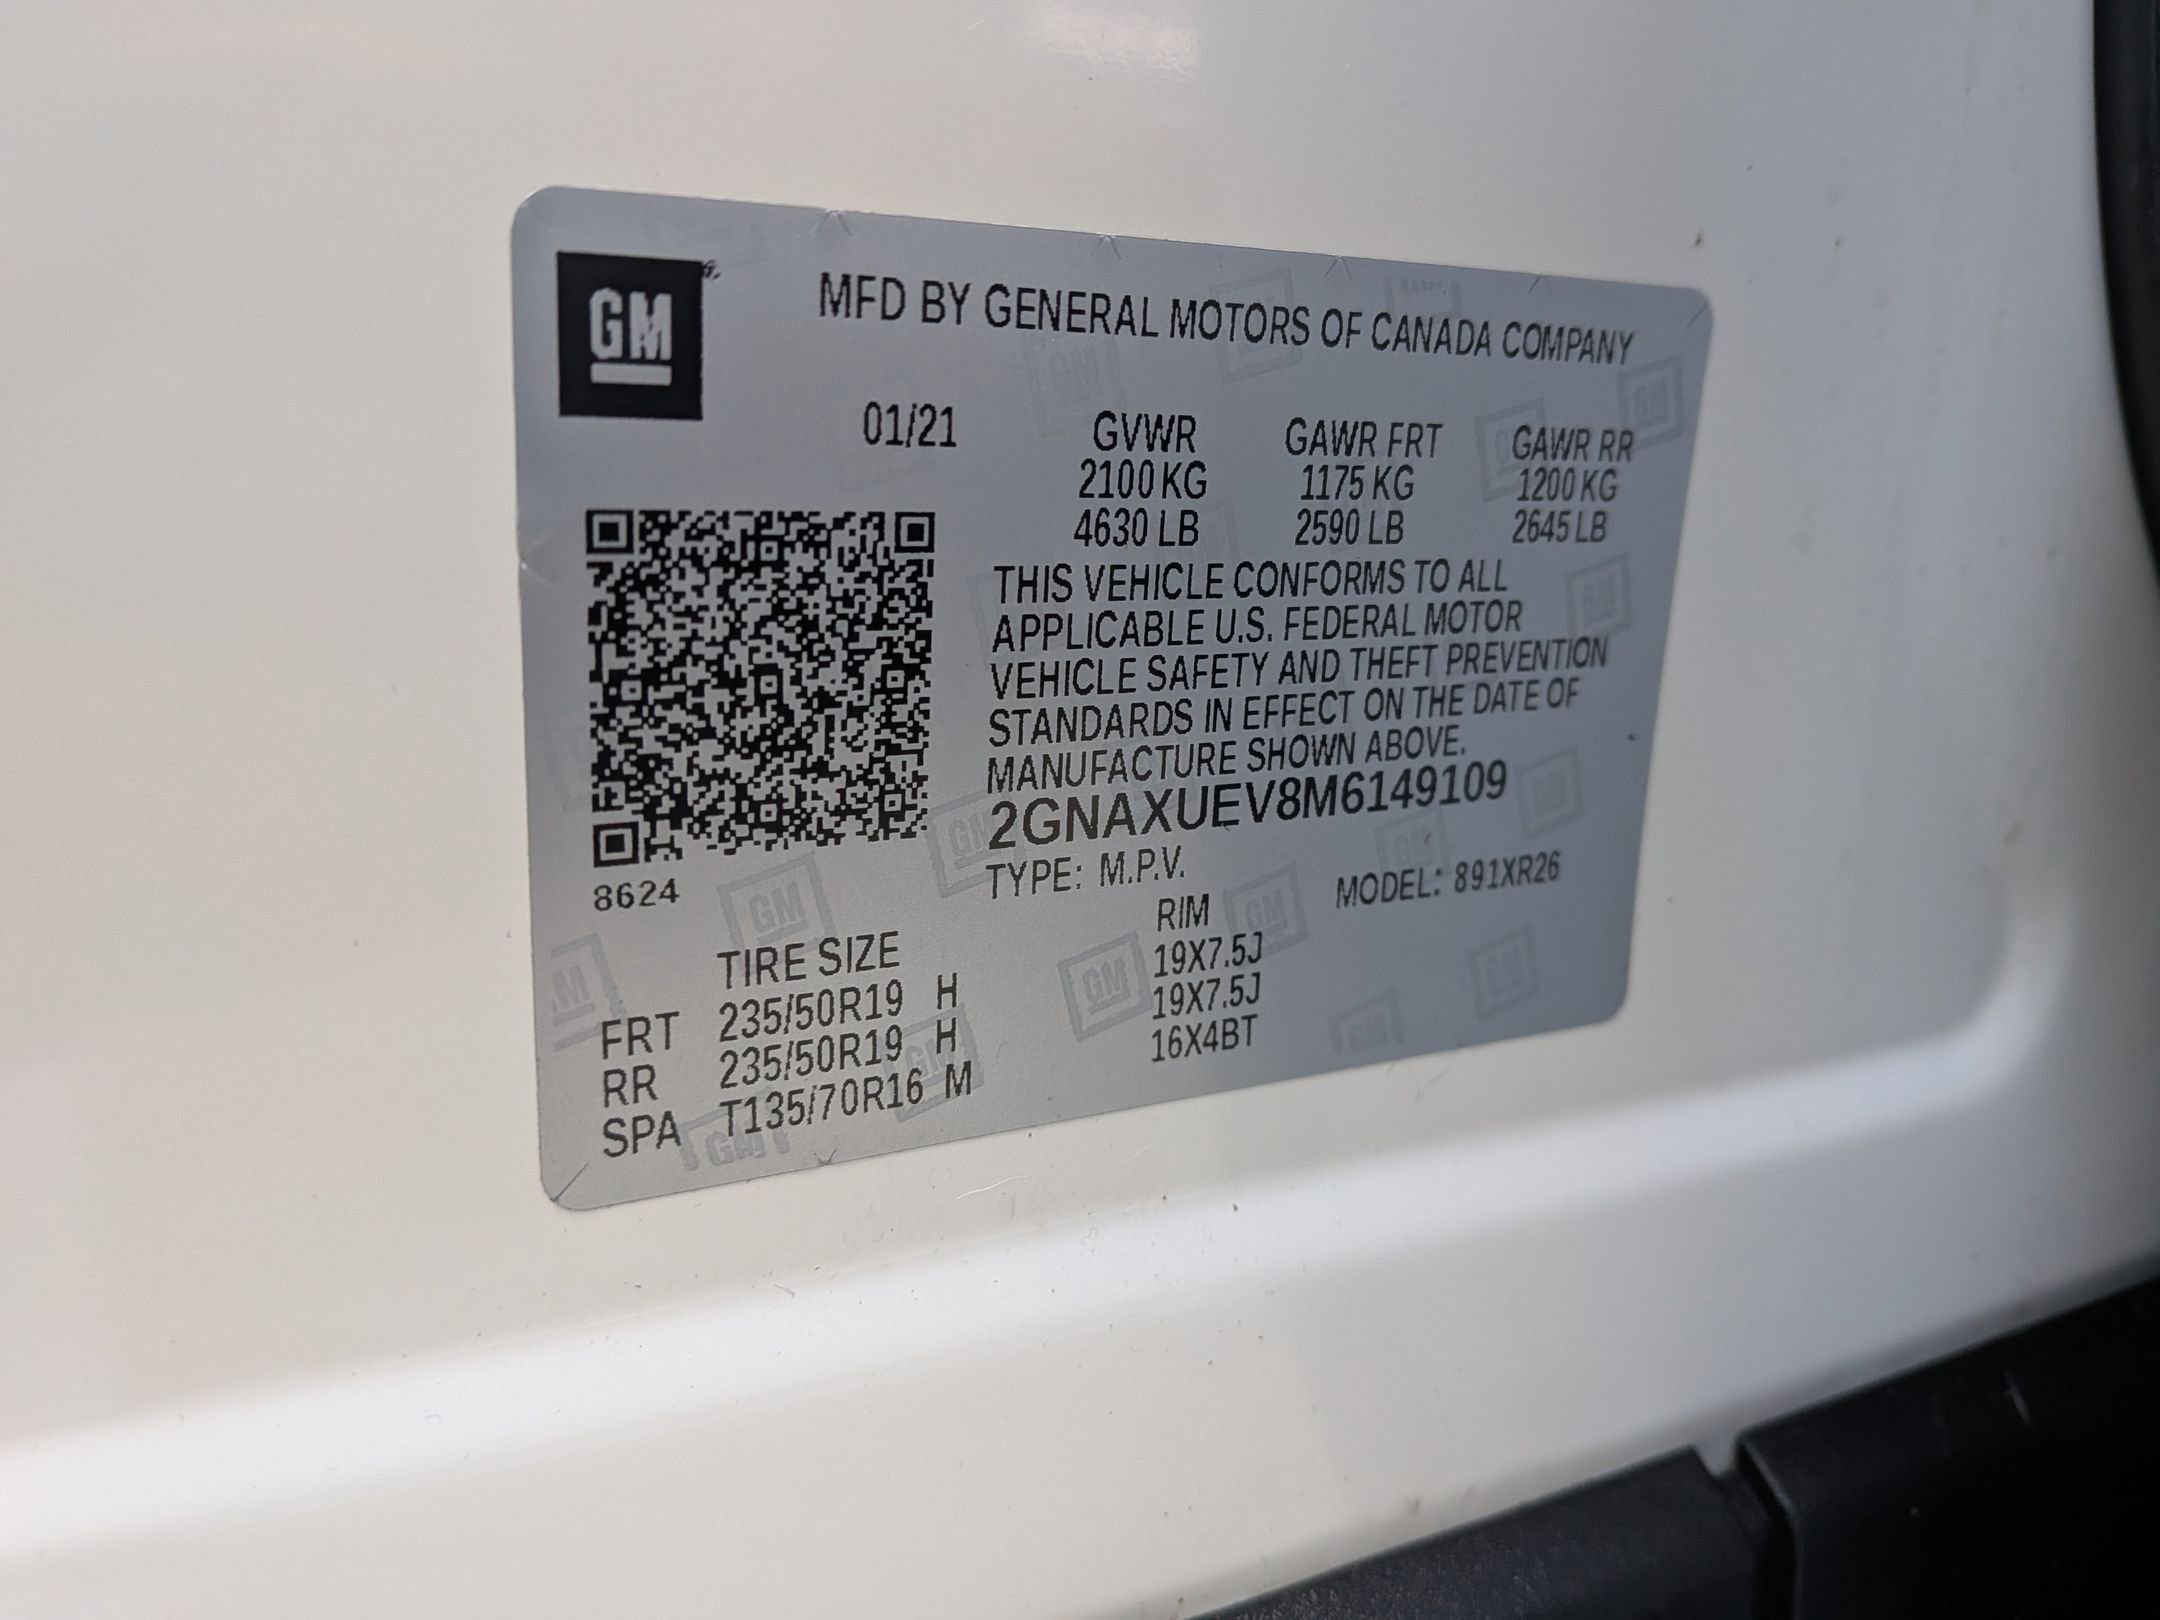 GM
MFD BY GENERAL MOTORS OF CANADA COMPANY
01/21 GVWR GAWR FRT GAWR RR
2100 KG 1175 KG 1200 KG
4630 LB 2590 LB 2645 LB
THIS VEHICLE CONFORMS TO ALL
APPLICABLE U.S. FEDERAL MOTOR
VEHICLE SAFETY AND THEFT PREVENTION
STANDARDS IN EFFECT ON THE DATE OF
MANUFACTURE SHOWN ABOVE.
2GNAXUEV8M6149109
8624
TYPE: M.P.V. MODEL: 891XR26
TIRE SIZE RIM
FRT 235/50R19 H 19X7.5J
RR 235/50R19 H 19X7.5J
SPA T135/70R16 M 16X4BT